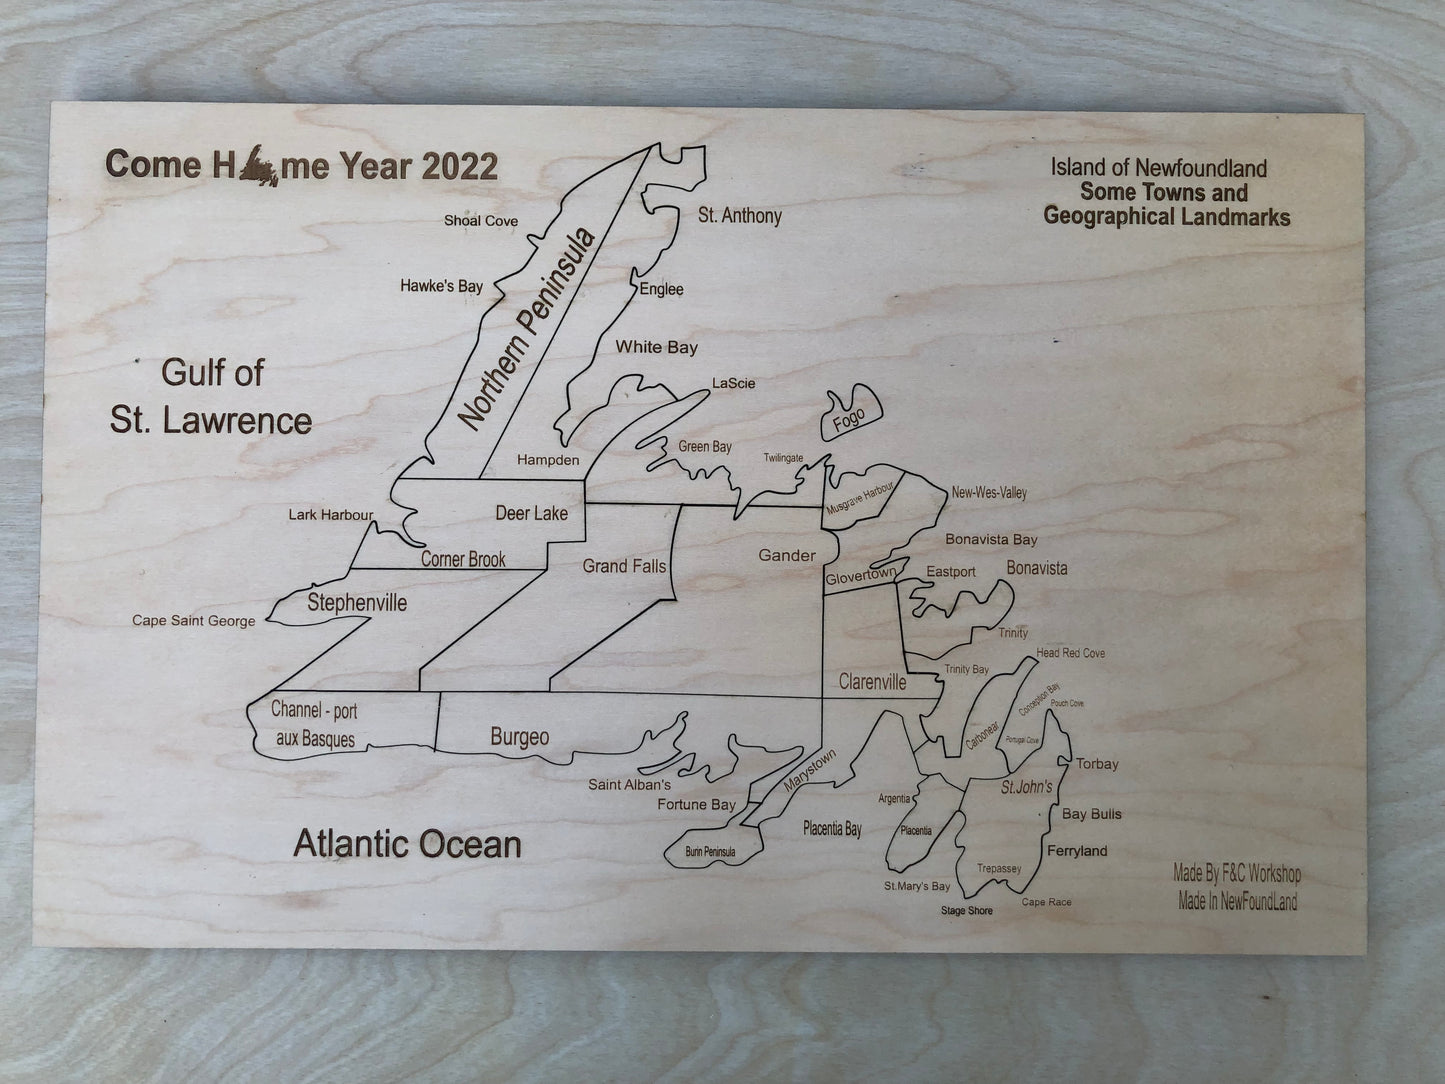 Come Home Year 2022
Island of Newfoundland
Some Towns and
Geographical Landmarks
Shoal Cove
St. Anthony
Hawke's Bay
Northern Peninsula
Englee
White Bay
Gulf of
St. Lawrence
LaScie
Fogo
Green Bay
Hampden
Twilingate
Musgrave Harbour
New-Wes-Valley
Lark Harbour
Deer Lake
Bonavista Bay
Corner Brook
Grand Falls
Gander
Glovertown
Eastport
Bonavista
Stephenville
Cape Saint George
Trinity
Head Red Cove
Trinity Bay
Clarenville
Conception Bay
Pouch Cove
Channel - port
aux Basques
Burgeo
Carbonear
Portugal Cove
Torbay
Marystown
Saint Alban's
St.John's
Fortune Bay
Argentia
Bay Bulls
Placentia Bay
Placentia
Atlantic Ocean
Burin Peninsula
Ferryland
Trepassey
St.Mary's Bay
Cape Race
Stage Shore
Made By F&C Workshop
Made In NewFoundLand